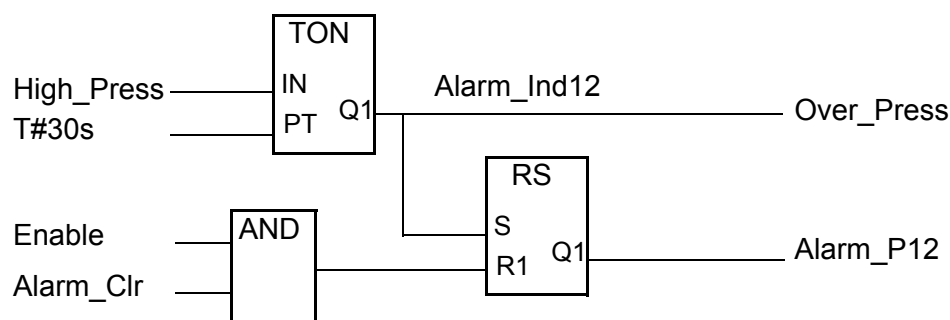 TON
High_Press
IN
Alarm_Ind12
Q1
Over_Press
T#30s
PT
RS
Enable
AND
S
Q1
Alarm_P12
R1
Alarm_Clr